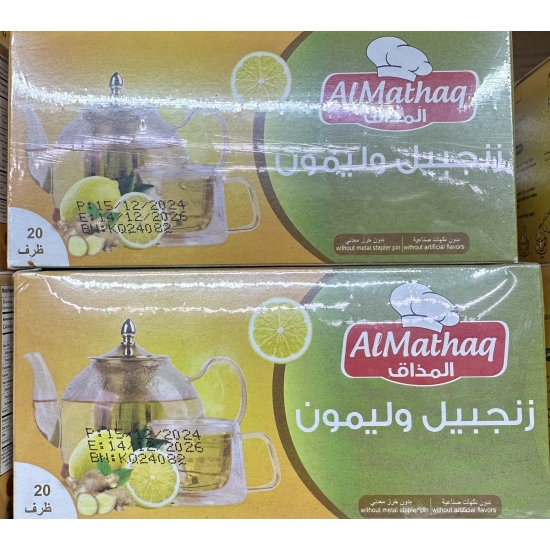 AlMathaq
المذاق
زنجبيل وليمون
P:15/12/2024
E:14/12/2026
BN:KQ24082
20
ظرف
بدون خرز معدني
without metal stapler pin
بدون نكهات صناعية
without artificial flavors
AlMathaq
المذاق
زنجبيل وليمون
P:15/12/2024
E:14/12/2026
BN:KQ24082
20
ظرف
بدون خرز معدني
without metal stapler pin
بدون نكهات صناعية
without artificial flavors